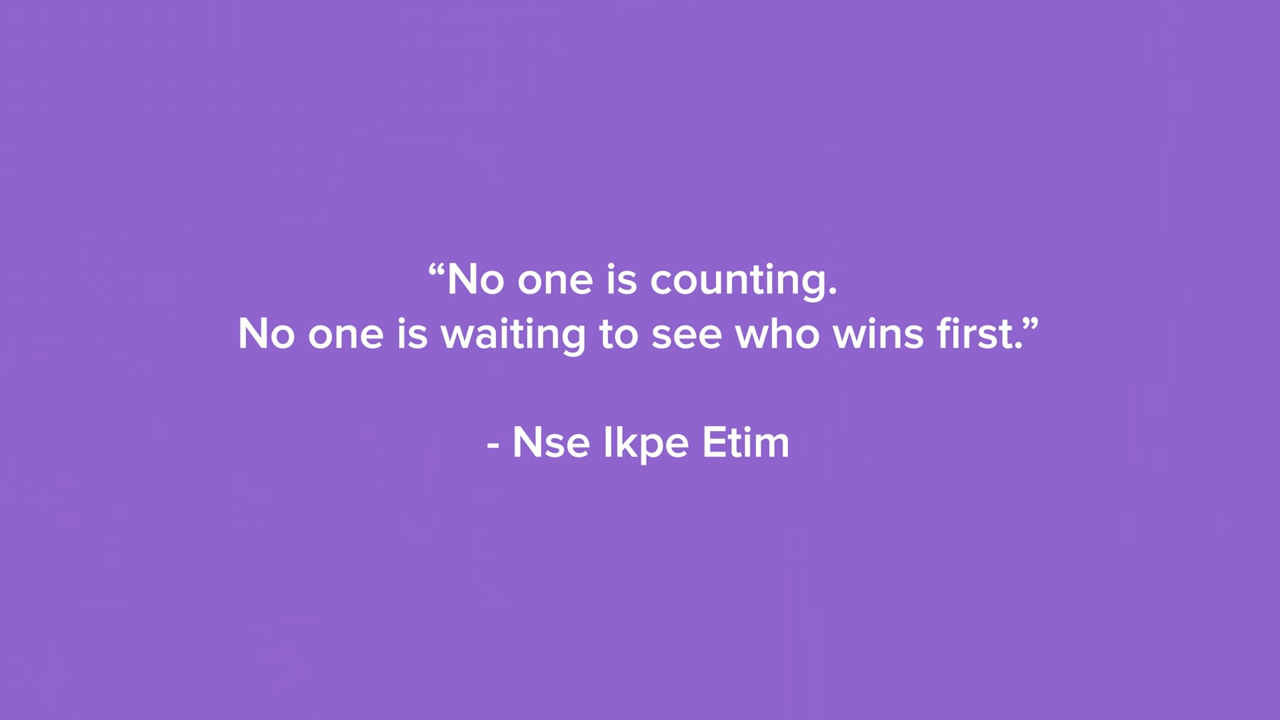 “No one is counting.
No one is waiting to see who wins first.”
- Nse Ikpe Etim